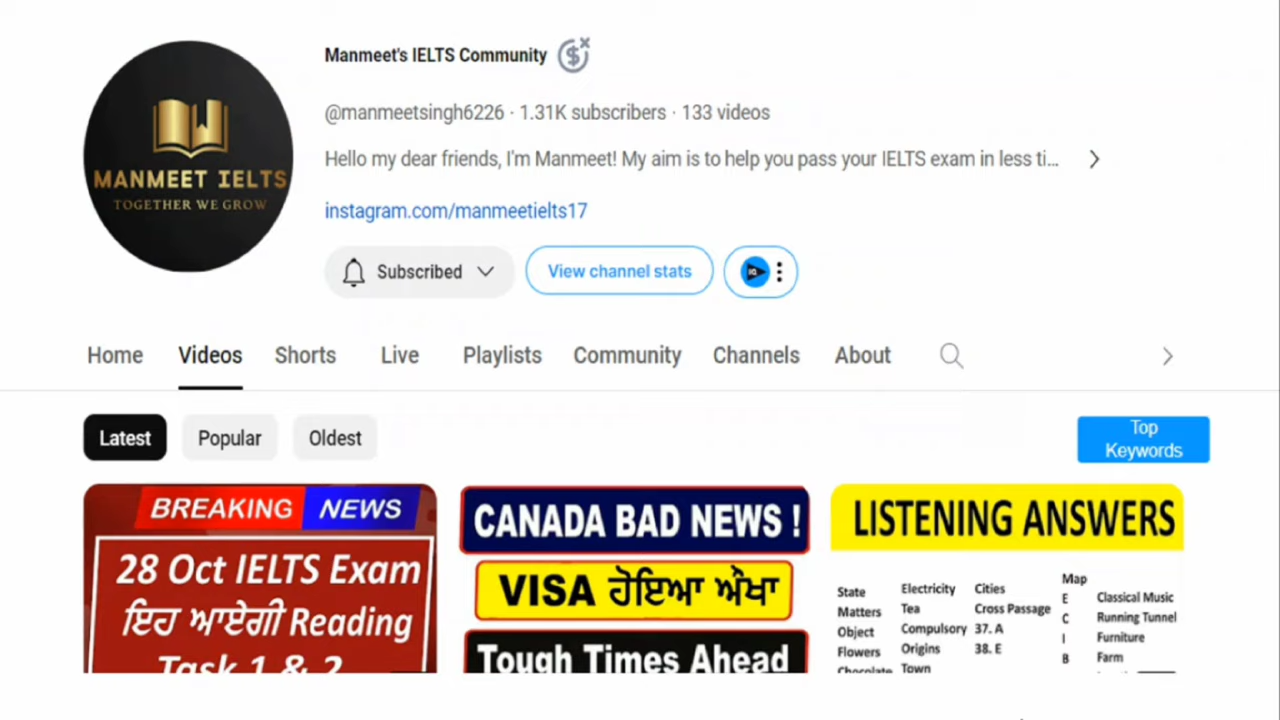 Manmeet's IELTS Community
@manmeetsingh6226 · 1.31K subscribers · 133 videos
Hello my dear friends, I'm Manmeet! My aim is to help you pass your IELTS exam in less ti...
instagram.com/manmeetielts17
MANMEET IELTS
TOGETHER WE GROW
Subscribed
View channel stats
IQ
Home Videos Shorts Live Playlists Community Channels About
Latest Popular Oldest
Top
Keywords
BREAKING NEWS
28 Oct IELTS Exam
ਇਹ ਆਏਗੀ Reading
Task 1 & 2
CANADA BAD NEWS !
VISA ਹੋਇਆ ਔਖਾ
Tough Times Ahead
LISTENING ANSWERS
State
Matters
Object
Flowers
Chocolate
Electricity
Tea
Compulsory
Origins
Town
Cities
Cross Passage
37. A
38. E
Map
E
C
I
B
Classical Music
Running Tunnel
Furniture
Farm